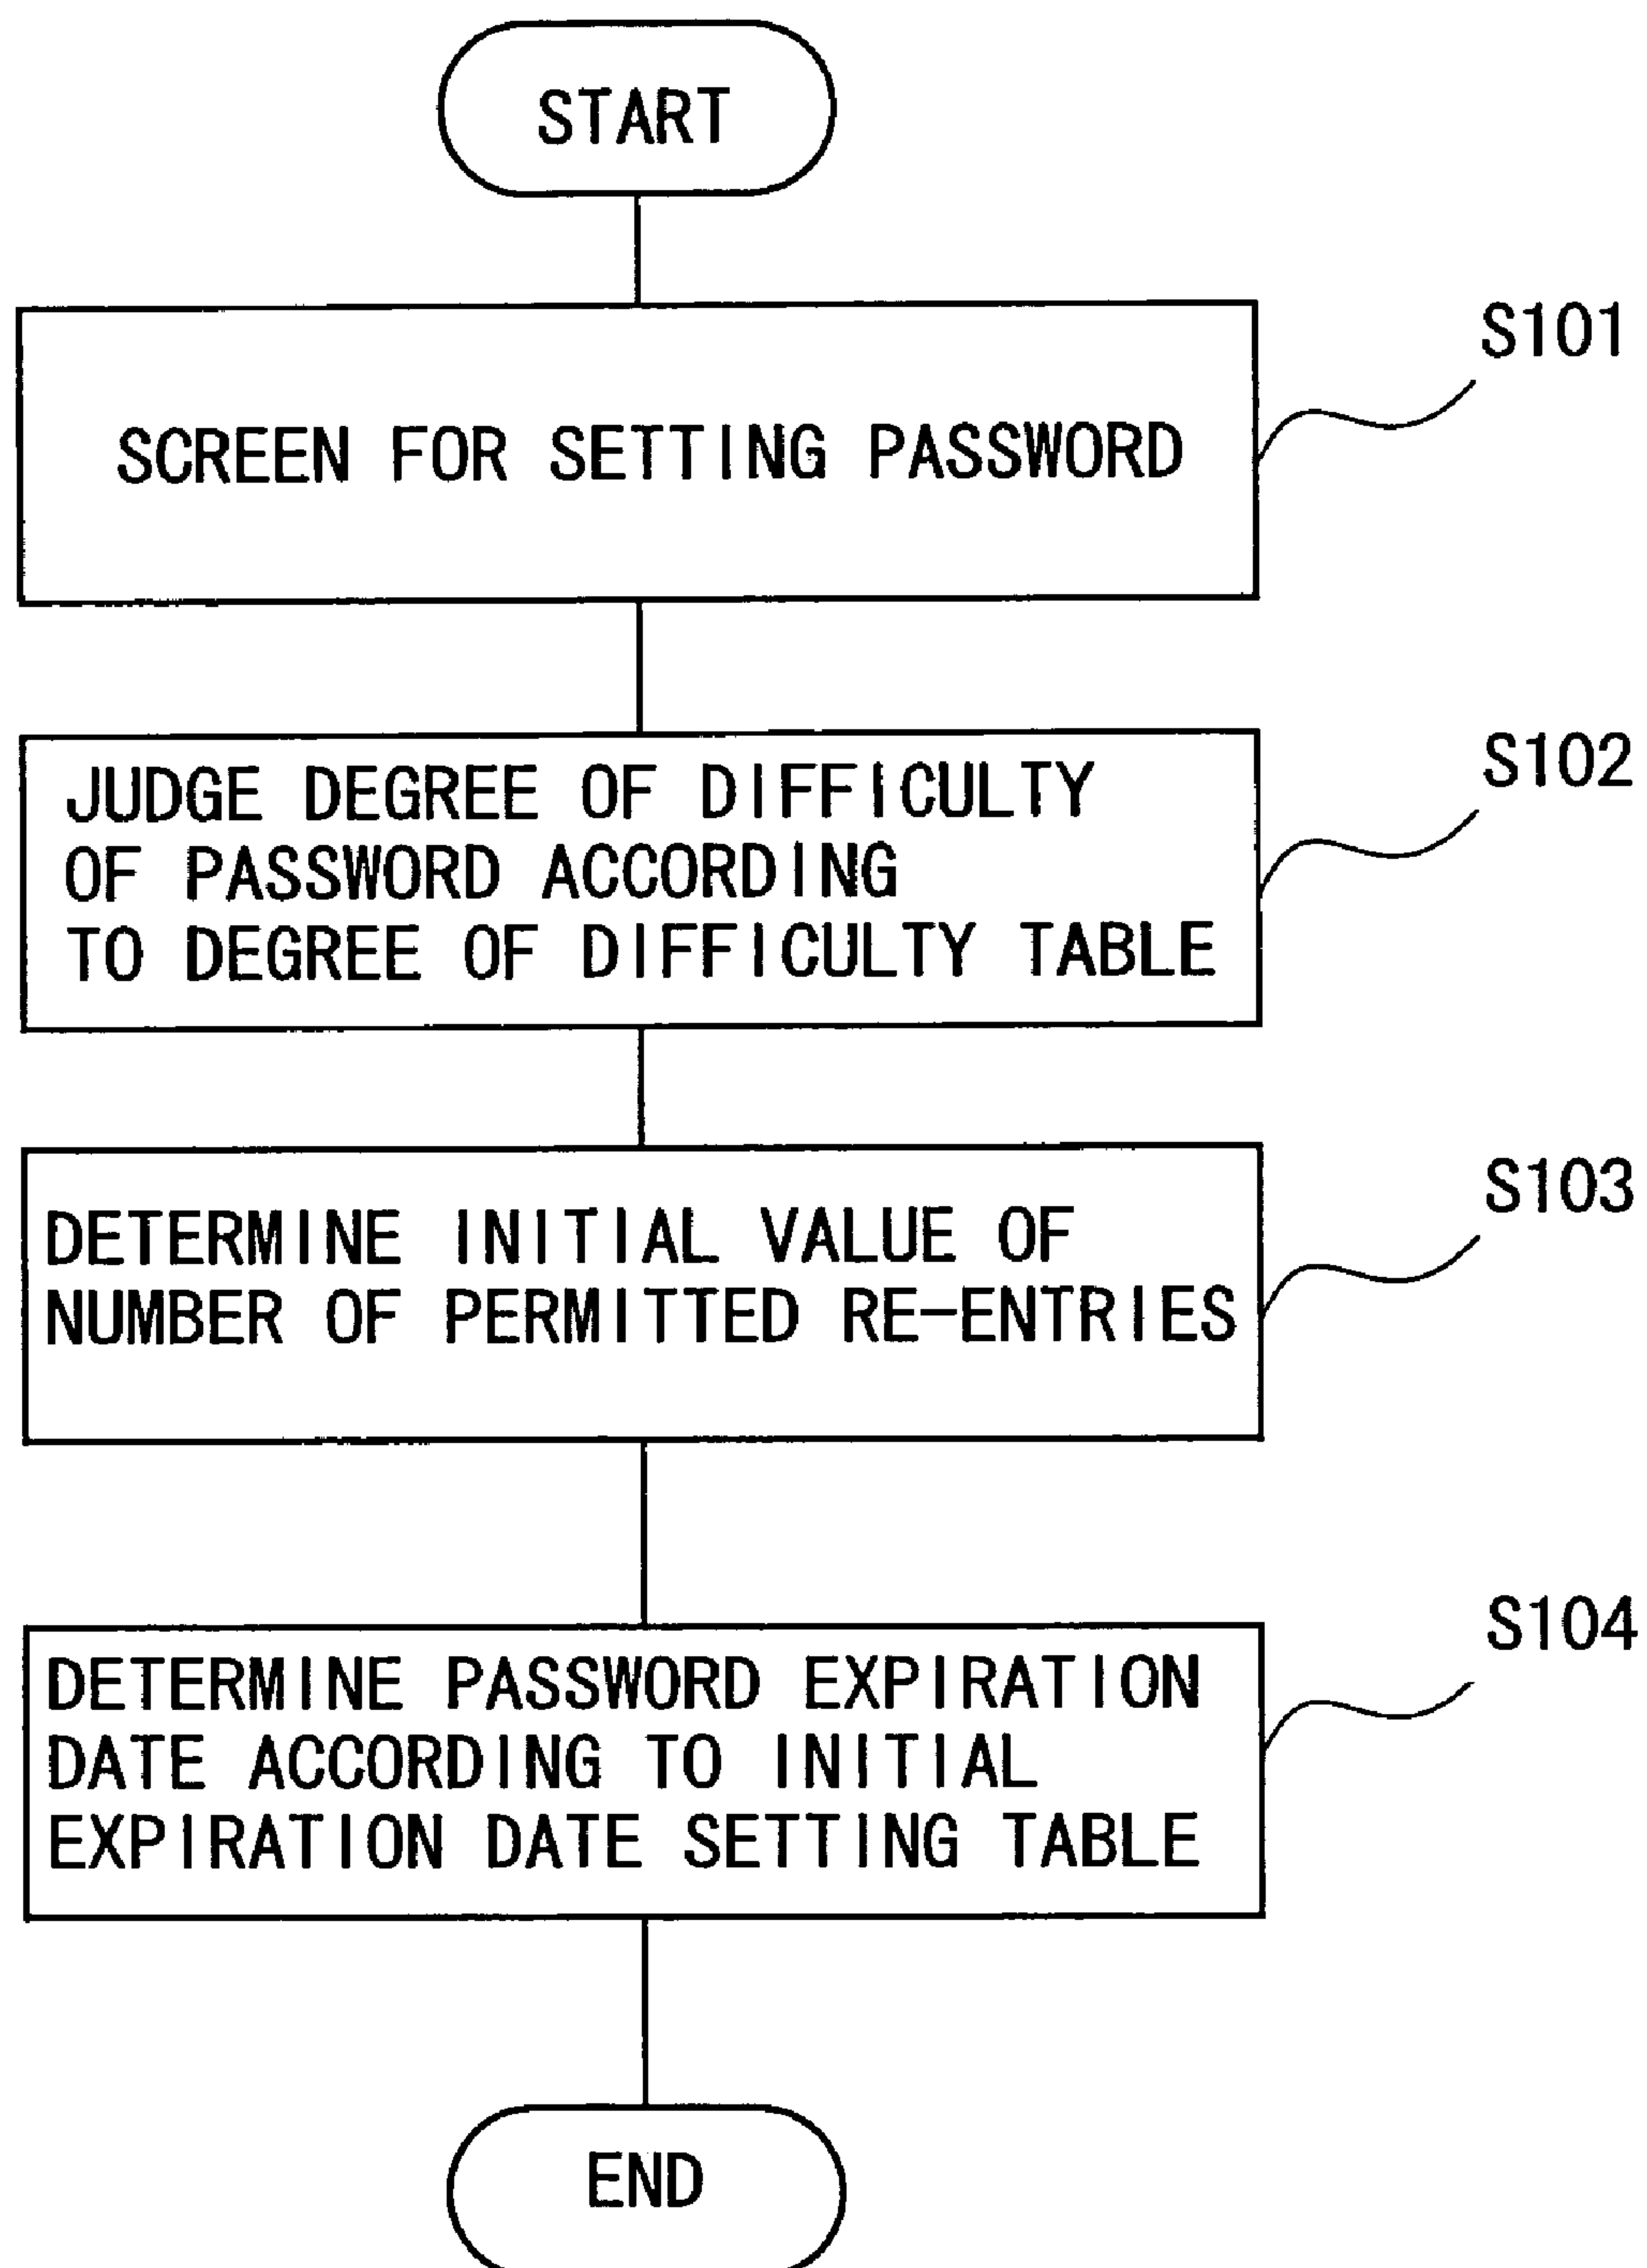 START
S101
SCREEN FOR SETTING PASSWORD
S102
JUDGE DEGREE OF DIFFICULTY
OF PASSWORD ACCORDING
TO DEGREE OF DIFFICULTY TABLE
S103
DETERMINE INITIAL VALUE OF
NUMBER OF PERMITTED RE-ENTRIES
S104
DETERMINE PASSWORD EXPIRATION
DATE ACCORDING TO INITIAL
EXPIRATION DATE SETTING TABLE
END